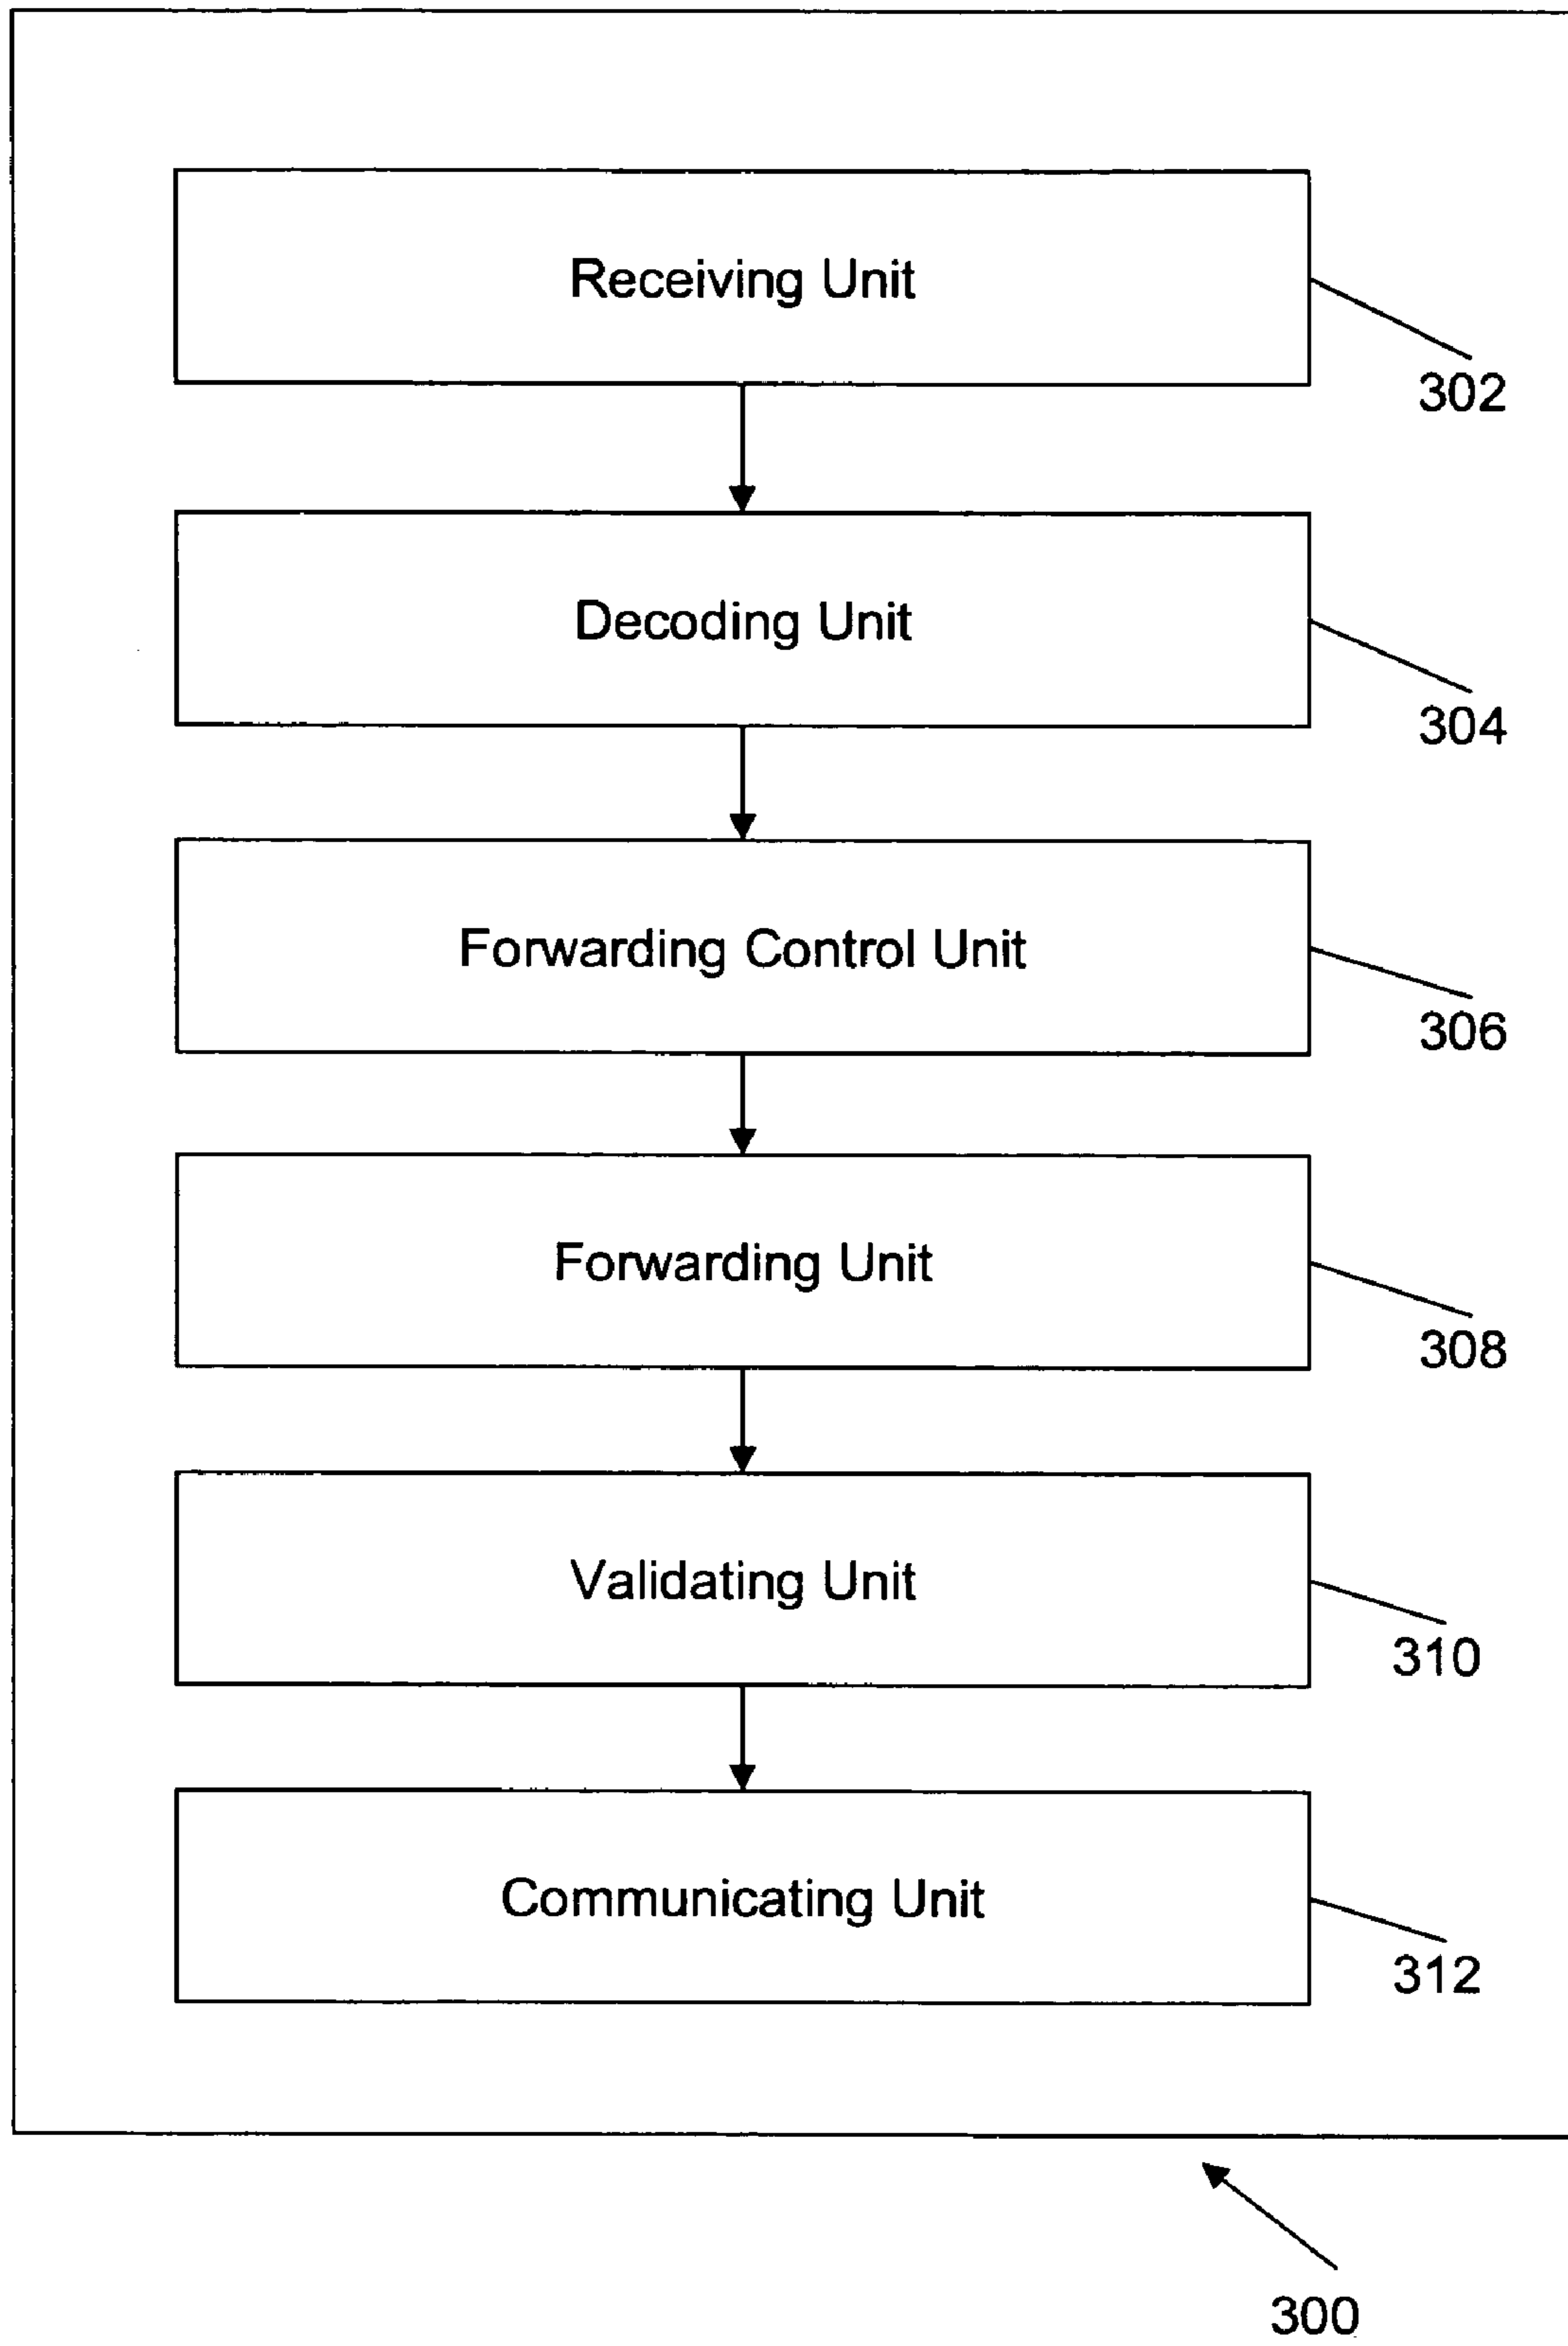 Receiving Unit
302
Decoding Unit
304
Forwarding Control Unit
306
Forwarding Unit
308
Validating Unit
310
Communicating Unit
312
300